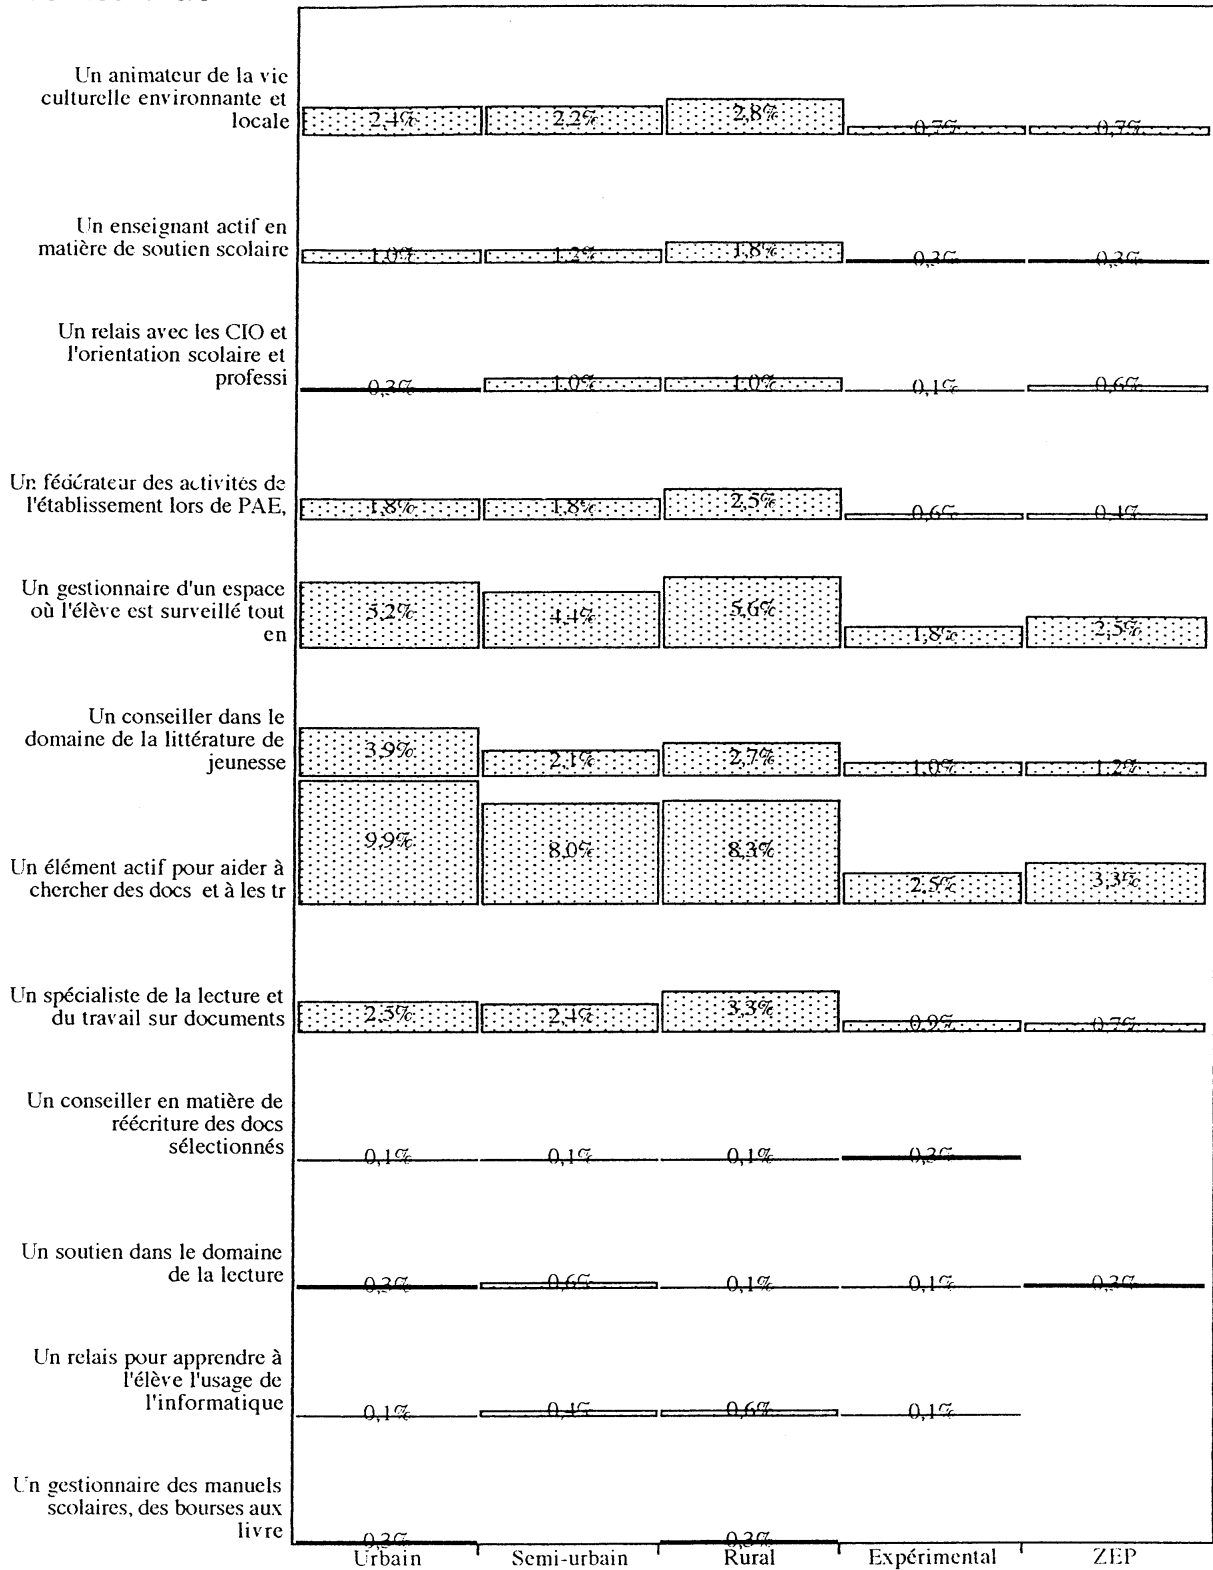 Un animateur de la vie
culturelle environnante et
locale
2,4% 2,2% 2,8% 0,7% 0,7%
Un enseignant actif en
matière de soutien scolaire
1,0% 1,2% 1,8% 0,3% 0,3%
Un relais avec les CIO et
l'orientation scolaire et
professi
0,3% 1,0% 1,0% 0,1% 0,6%
Un fédérateur des activités de
l'établissement lors de PAE,
1,8% 1,8% 2,5% 0,6% 0,4%
Un gestionnaire d'un espace
où l'élève est surveillé tout
en
5,2% 4,4% 5,6% 1,8% 2,5%
Un conseiller dans le
domaine de la littérature de
jeunesse
3,9% 2,1% 2,7% 1,0% 1,2%
Un élément actif pour aider à
chercher des docs et à les tr
9,9% 8,0% 8,3% 2,5% 3,3%
Un spécialiste de la lecture et
du travail sur documents
2,5% 2,4% 3,3% 0,9% 0,7%
Un conseiller en matière de
réécriture des docs
sélectionnés
0,1% 0,1% 0,1% 0,3%
Un soutien dans le domaine
de la lecture
0,3% 0,6% 0,1% 0,1% 0,3%
Un relais pour apprendre à
l'élève l'usage de
l'informatique
0,1% 0,4% 0,6% 0,1%
Un gestionnaire des manuels
scolaires, des bourses aux
livre
0,3% 0,3%
Urbain Semi-urbain Rural Expérimental ZEP